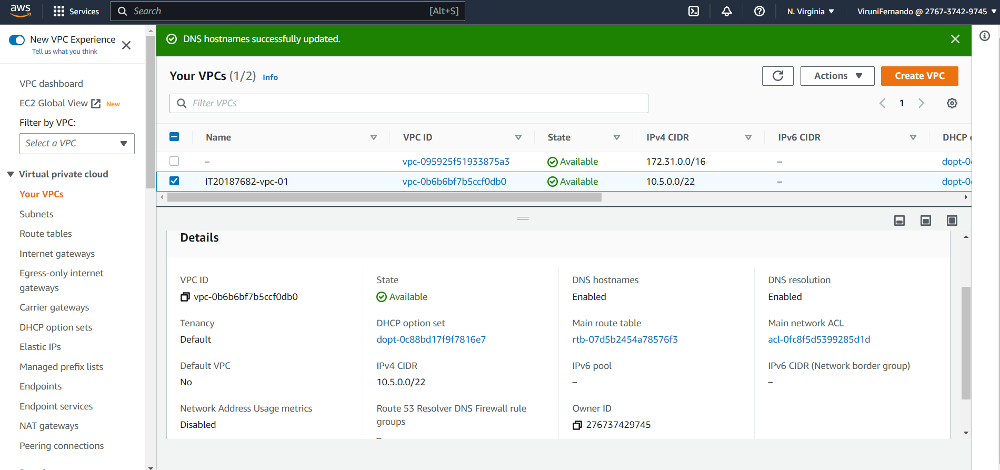 aws
Services
Search
[Alt+S]
N. Virginia
ViruniFernando @ 2767-3742-9745
New VPC Experience
Tell us what you think
VPC dashboard
EC2 Global View New
Filter by VPC:
Select a VPC
Virtual private cloud
Your VPCs
Subnets
Route tables
Internet gateways
Egress-only internet
gateways
Carrier gateways
DHCP option sets
Elastic IPs
Managed prefix lists
Endpoints
Endpoint services
NAT gateways
Peering connections
DNS hostnames successfully updated.
Your VPCs (1/2) Info
Actions
Create VPC
Filter VPCs
1
Name VPC ID State IPv4 CIDR IPv6 CIDR DHCP
– vpc-095925f51933875a3 Available 172.31.0.0/16 – dopt-0
IT20187682-vpc-01 vpc-0b6b6bf7b5ccf0db0 Available 10.5.0.0/22 – dopt-0
Details
VPC ID
vpc-0b6b6bf7b5ccf0db0
State
Available
DNS hostnames
Enabled
DNS resolution
Enabled
Tenancy
Default
DHCP option set
dopt-0c88bd17f9f7816e7
Main route table
rtb-07d5b2454a78576f3
Main network ACL
acl-0fc8f5d5399285d1d
Default VPC
No
IPv4 CIDR
10.5.0.0/22
IPv6 pool
–
IPv6 CIDR (Network border group)
–
Network Address Usage metrics
Disabled
Route 53 Resolver DNS Firewall rule
groups
–
Owner ID
276737429745